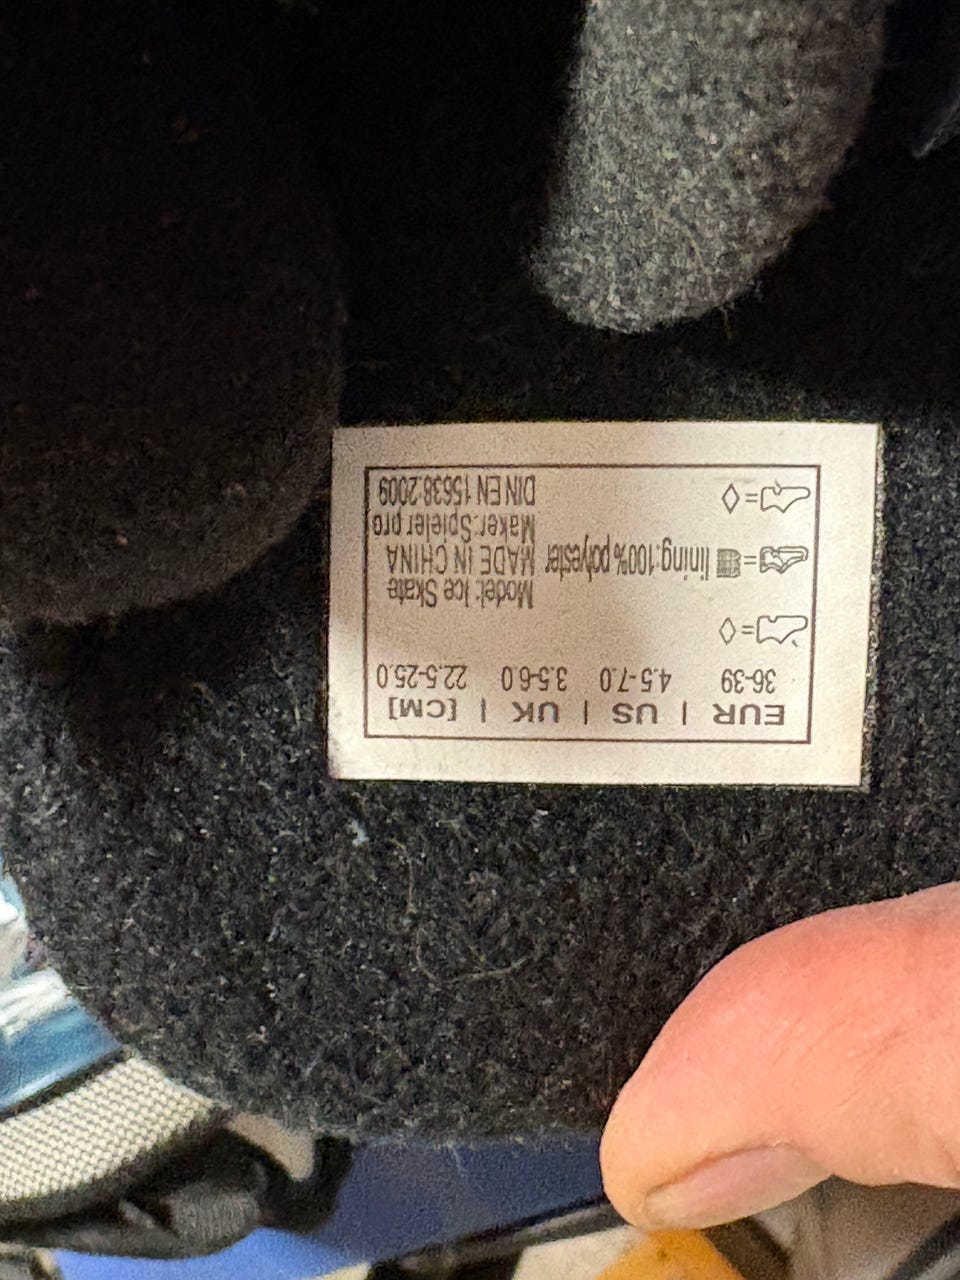 EUR | US | UK | [CM]
36-39 4.5-7.0 3.5-6.0 22.5-25.0
=◊
Model: Ice Skate
= lining:100% polyester MADE IN CHINA
Maker:Spieler pro
=◊ DIN EN 15638:2009